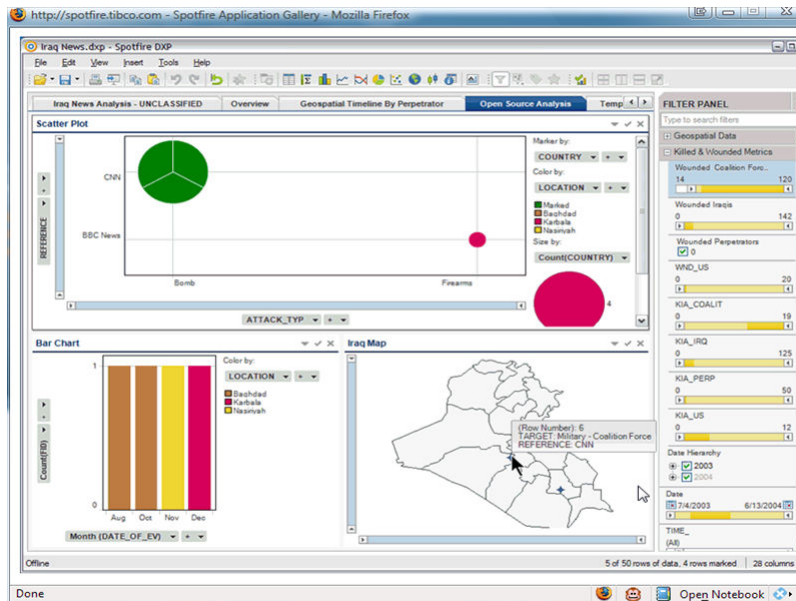 http://spotfire.tibco.com - Spotfire Application Gallery - Mozilla Firefox
Iraq News.dxp - Spotfire DXP
File Edit View Insert Tools Help
Iraq News Analysis - UNCLASSIFIED Overview Geospatial Timeline By Perpetrator Open Source Analysis Temp
Scatter Plot
REFERENCE
CNN
BBC News
Bomb Firearms
ATTACK_TYP
Marker by:
COUNTRY
Color by:
LOCATION
Marked
Baghdad
Karbala
Nasiriyah
Size by:
Count(COUNTRY)
4
Bar Chart
Count(FID)
1
0
Aug Oct Nov Dec
Month (DATE_OF_EV)
Color by:
LOCATION
Baghdad
Karbala
Nasiriyah
Iraq Map
(Row Number): 6
TARGET: Military - Coalition Force
REFERENCE: CNN
FILTER PANEL
Type to search filters
Geospatial Data
Killed & Wounded Metrics
Wounded Coalition Forc..
14 120
Wounded Iraqis
0 142
Wounded Perpetrators
0
WND_US
0 20
KIA_COALIT
0 19
KIA_IRQ
0 125
KIA_PERP
0 50
KIA_US
0 12
Date Hierarchy
2003
2004
Date
7/4/2003 6/13/2004
TIME_
(All)
Offline 5 of 50 rows of data, 4 rows marked 28 columns
Done Open Notebook